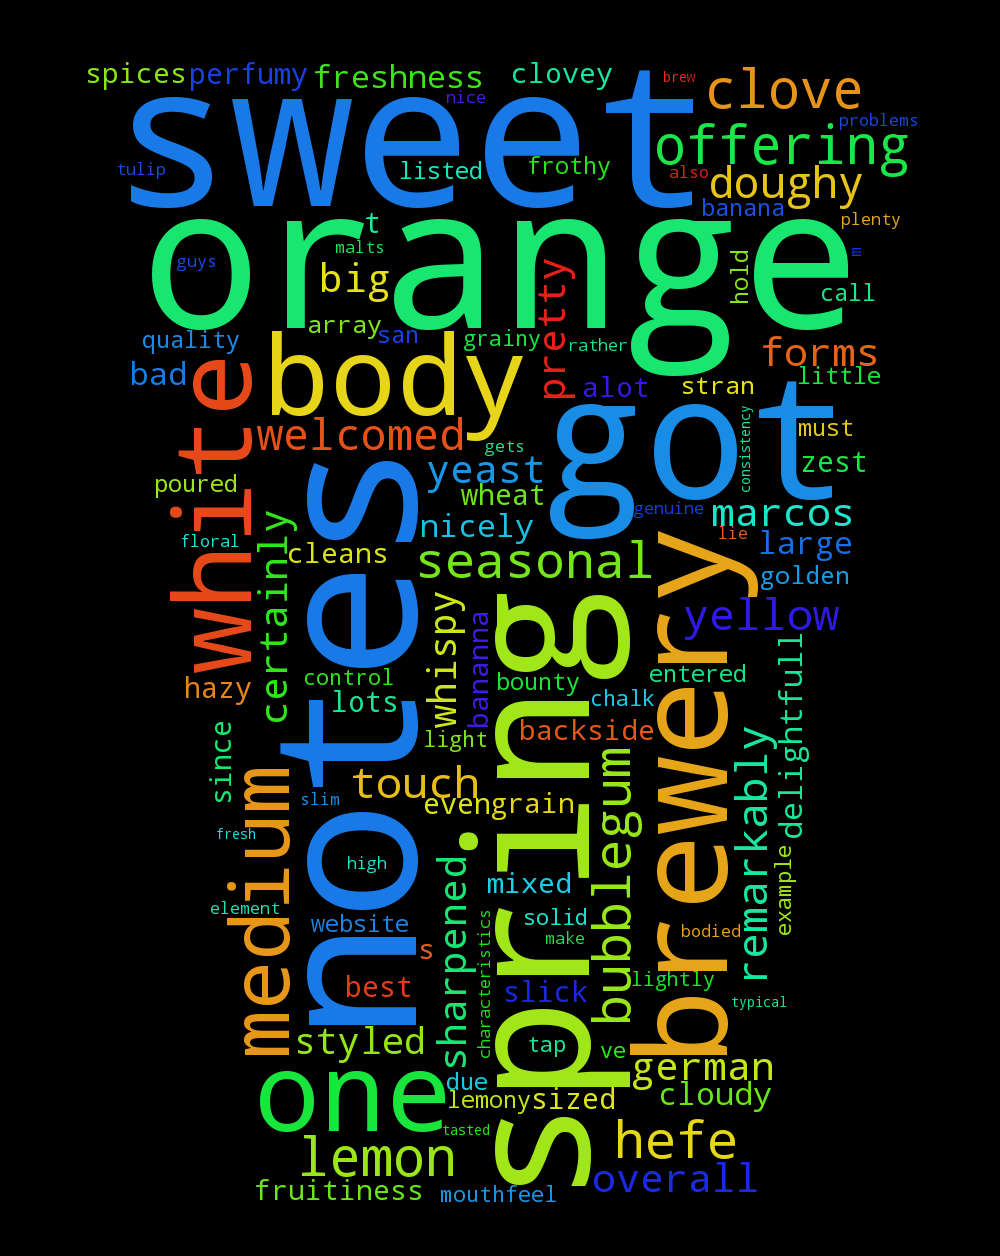 spices
perfumy
freshness
clovey
brew
clove
nice
sweet
problems
offering
tulip
listed
frothy
also
doughy
banana
t
plenty
orange
malts
guys
big
hold
m
call
pretty
array
san
grainy
quality
rather
forms
bad
white
body
alot
stran
little
got
welcomed
gets
consistency
must
yeast
zest
poured
wheat
genuine
marcos
nicely
floral
lie
large
cleans
notes
seasonal
golden
certainly
whispy
yellow
bananna
spring
brewery
hazy
control
lots
bounty
entered
chalk
delightfull
since
light
backside
touch
slim
evengrain
bubblegum
remarkably
medium
fresh
high
sharpened
mixed
example
element
website
characteristics
solid
bodied
s
make
best
slick
lightly
typical
styled
tap
ve
german
one
due
lemony
sized
cloudy
tasted
hefe
lemon
fruitiness
mouthfeel
overall